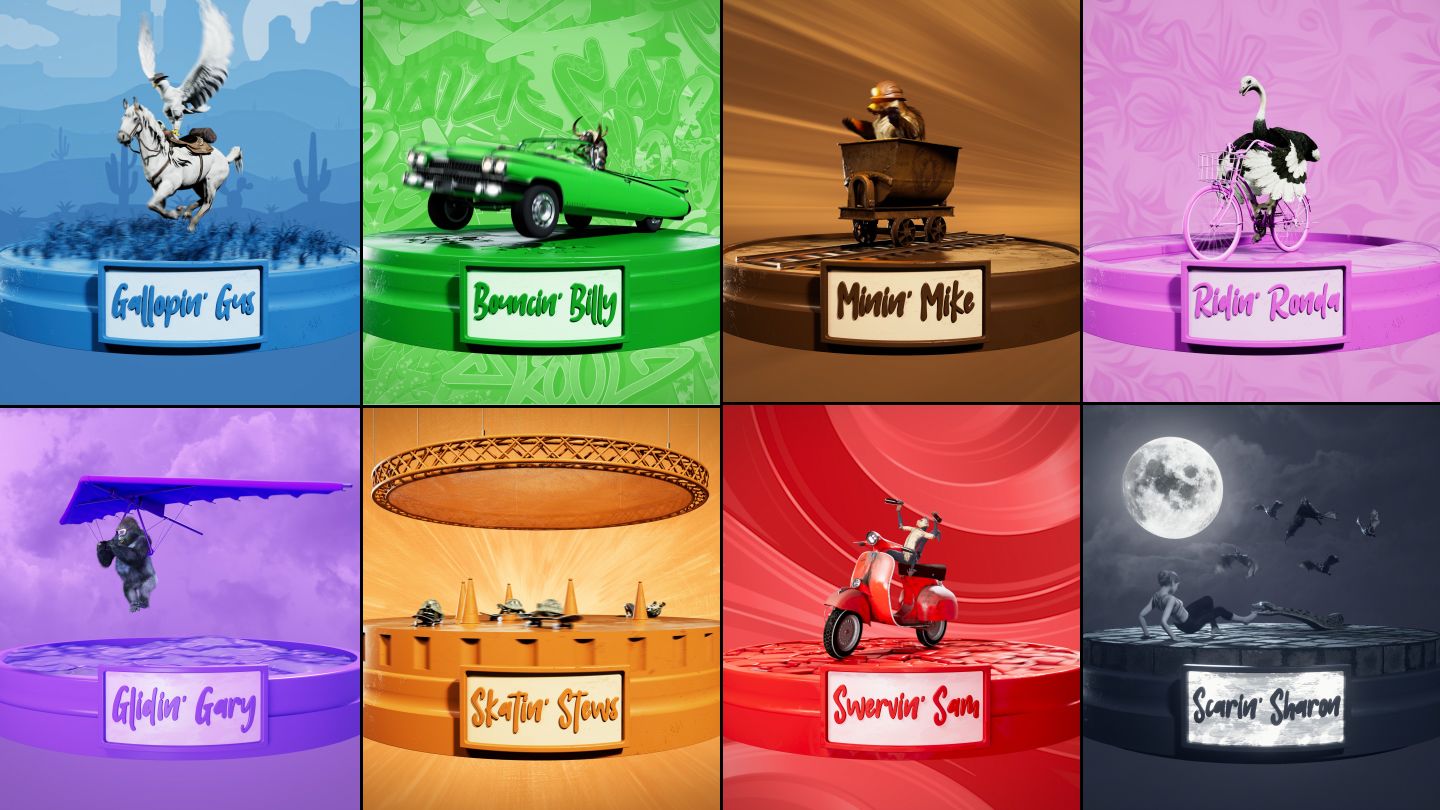 Gallopin' Gus
Bouncin' Billy
Minin' Mike
Ridin' Ronda
Glidin' Gary
Skatin' Stews
Swervin' Sam
Scarin' Sharon